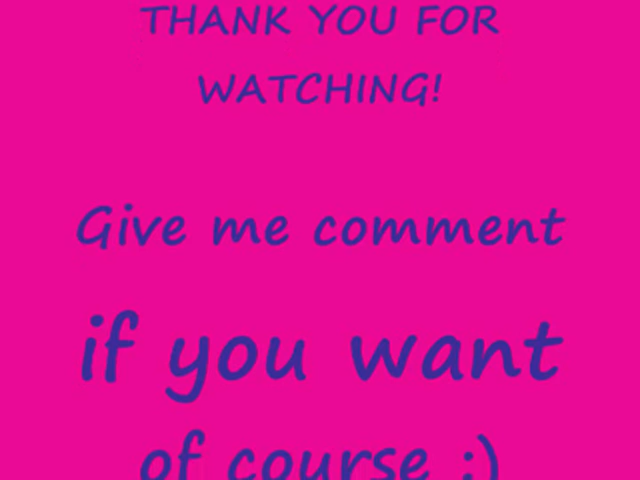 THANK YOU FOR
WATCHING!
Give me comment
if you want
of course :)